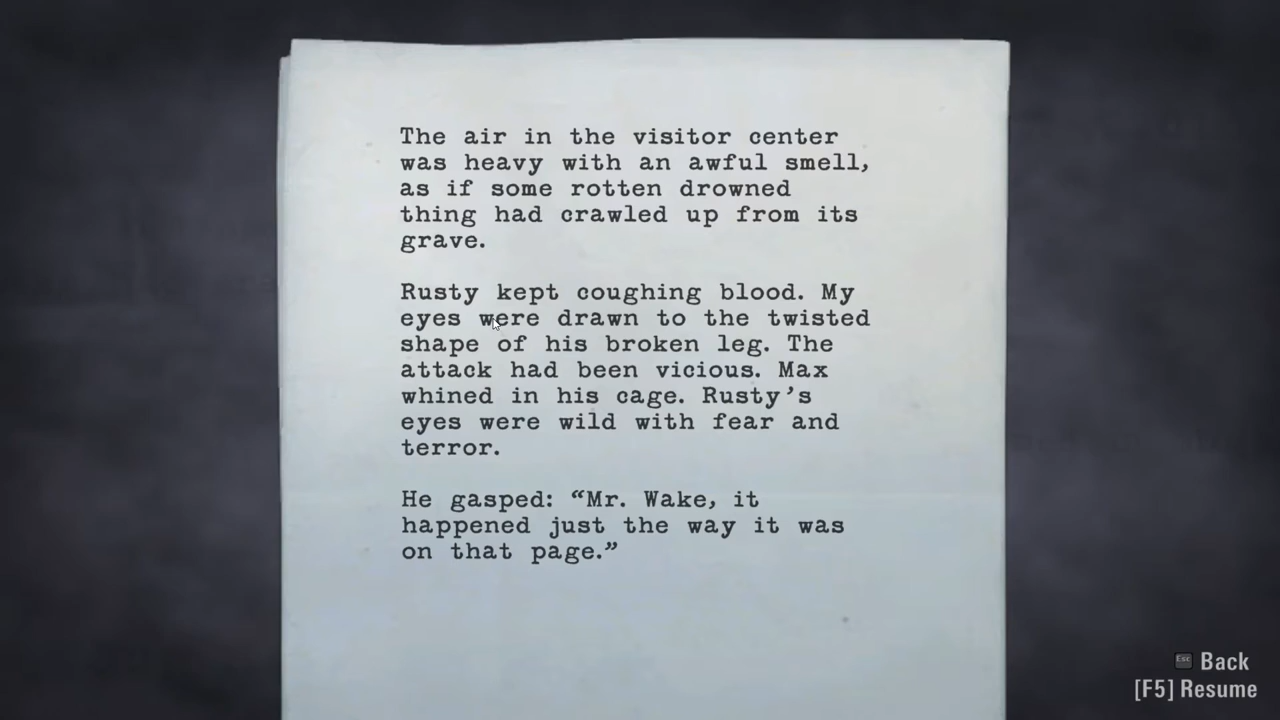 The air in the visitor center
was heavy with an awful smell,
as if some rotten drowned
thing had crawled up from its
grave.
Rusty kept coughing blood. My
eyes were drawn to the twisted
shape of his broken leg. The
attack had been vicious. Max
whined in his cage. Rusty’s
eyes were wild with fear and
terror.
He gasped: “Mr. Wake, it
happened just the way it was
on that page.”
Esc Back
[F5] Resume